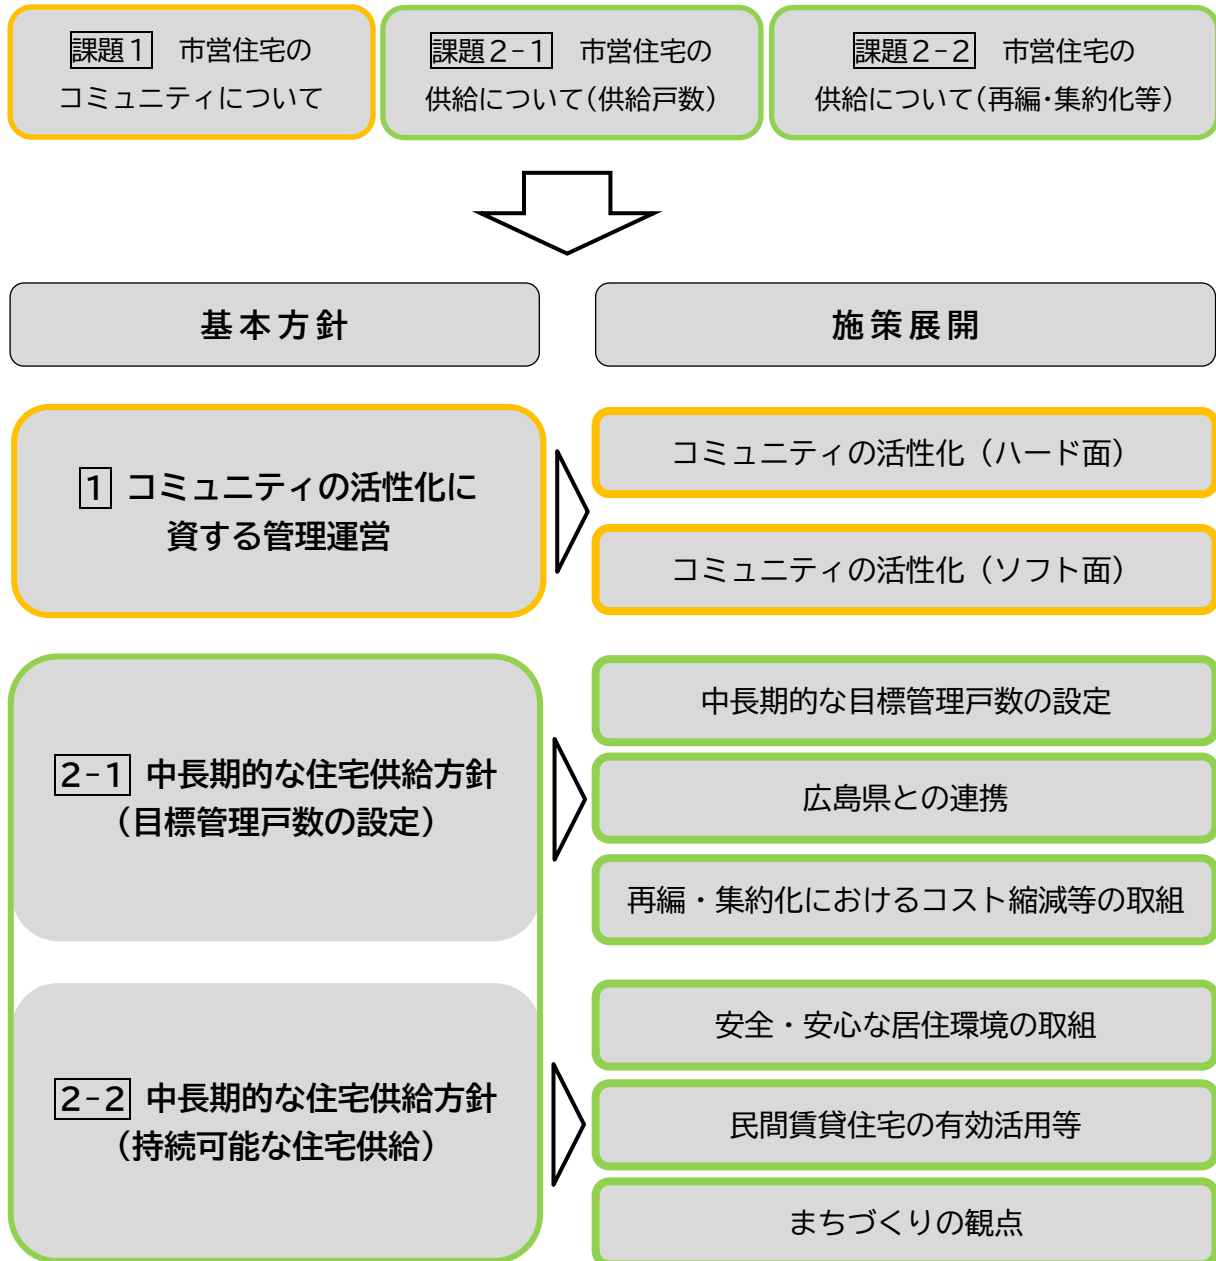 課題1 市営住宅の
コミュニティについて
課題2-1 市営住宅の
供給について(供給戸数)
課題2-2 市営住宅の
供給について(再編・集約化等)
基本方針
施策展開
1 コミュニティの活性化に
資する管理運営
コミュニティの活性化（ハード面）
コミュニティの活性化（ソフト面）
2-1 中長期的な住宅供給方針
（目標管理戸数の設定）
中長期的な目標管理戸数の設定
広島県との連携
再編・集約化におけるコスト縮減等の取組
2-2 中長期的な住宅供給方針
（持続可能な住宅供給）
安全・安心な居住環境の取組
民間賃貸住宅の有効活用等
まちづくりの観点